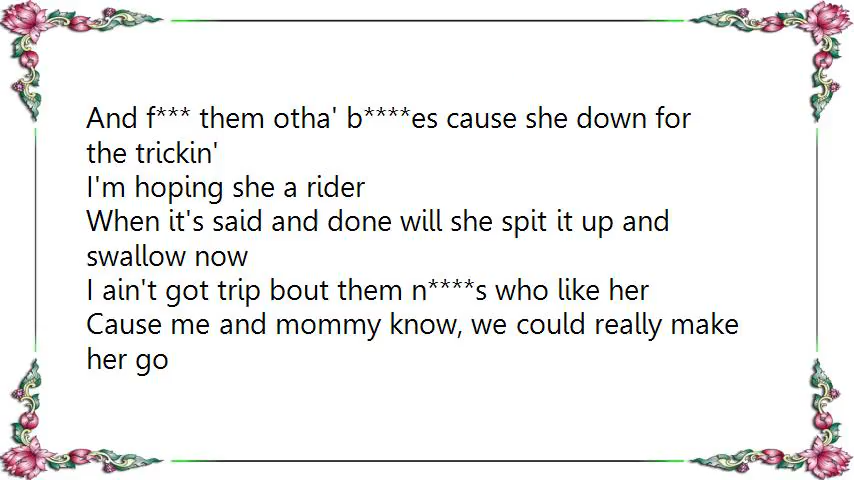 And f*** them otha' b****es cause she down for
the trickin'
I'm hoping she a rider
When it's said and done will she spit it up and
swallow now
I ain't got trip bout them n****s who like her
Cause me and mommy know, we could really make
her go